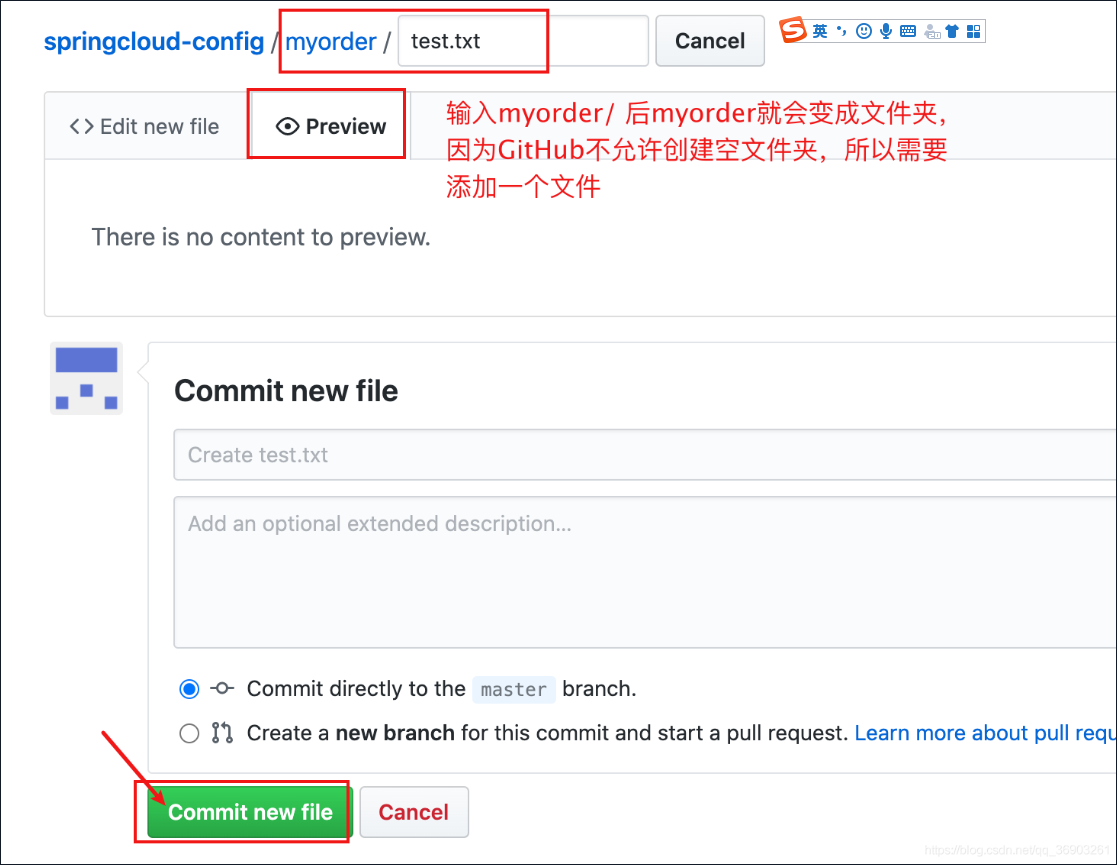 springcloud-config / myorder / test.txt Cancel 英
Edit new file Preview
输入myorder/ 后myorder就会变成文件夹，
因为GitHub不允许创建空文件夹，所以需要
添加一个文件
There is no content to preview.
Commit new file
Create test.txt
Add an optional extended description...
Commit directly to the master branch.
Create a new branch for this commit and start a pull request. Learn more about pull requ
Commit new file Cancel
https://blog.csdn.net/qq_36903261